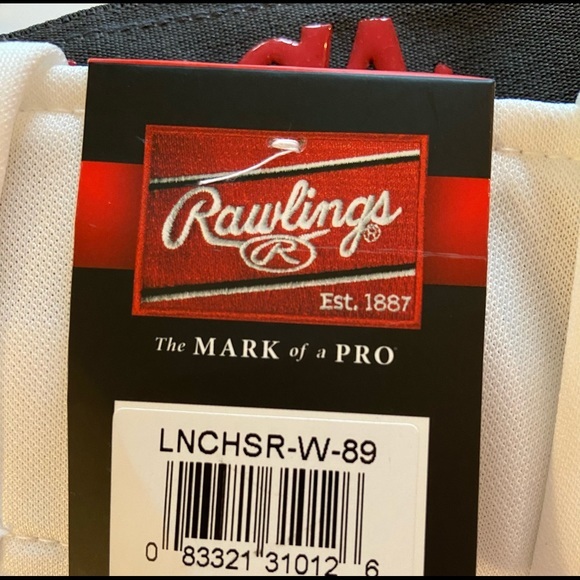 Rawlings®
R
Est. 1887
The MARK of a PRO
LNCHSR-W-89
0 83321 31012 6